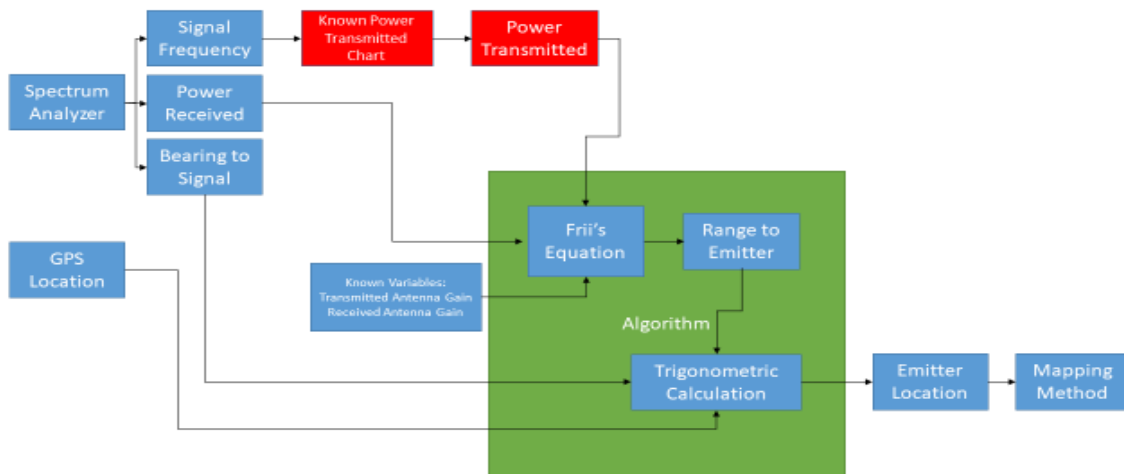 Signal
Frequency
Known Power
Transmitted
Chart
Power
Transmitted
Spectrum
Analyzer
Power
Received
Bearing to
Signal
GPS
Location
Frii's
Equation
Range to
Emitter
Known Variables:
Transmitted Antenna Gain
Received Antenna Gain
Algorithm
Trigonometric
Calculation
Emitter
Location
Mapping
Method